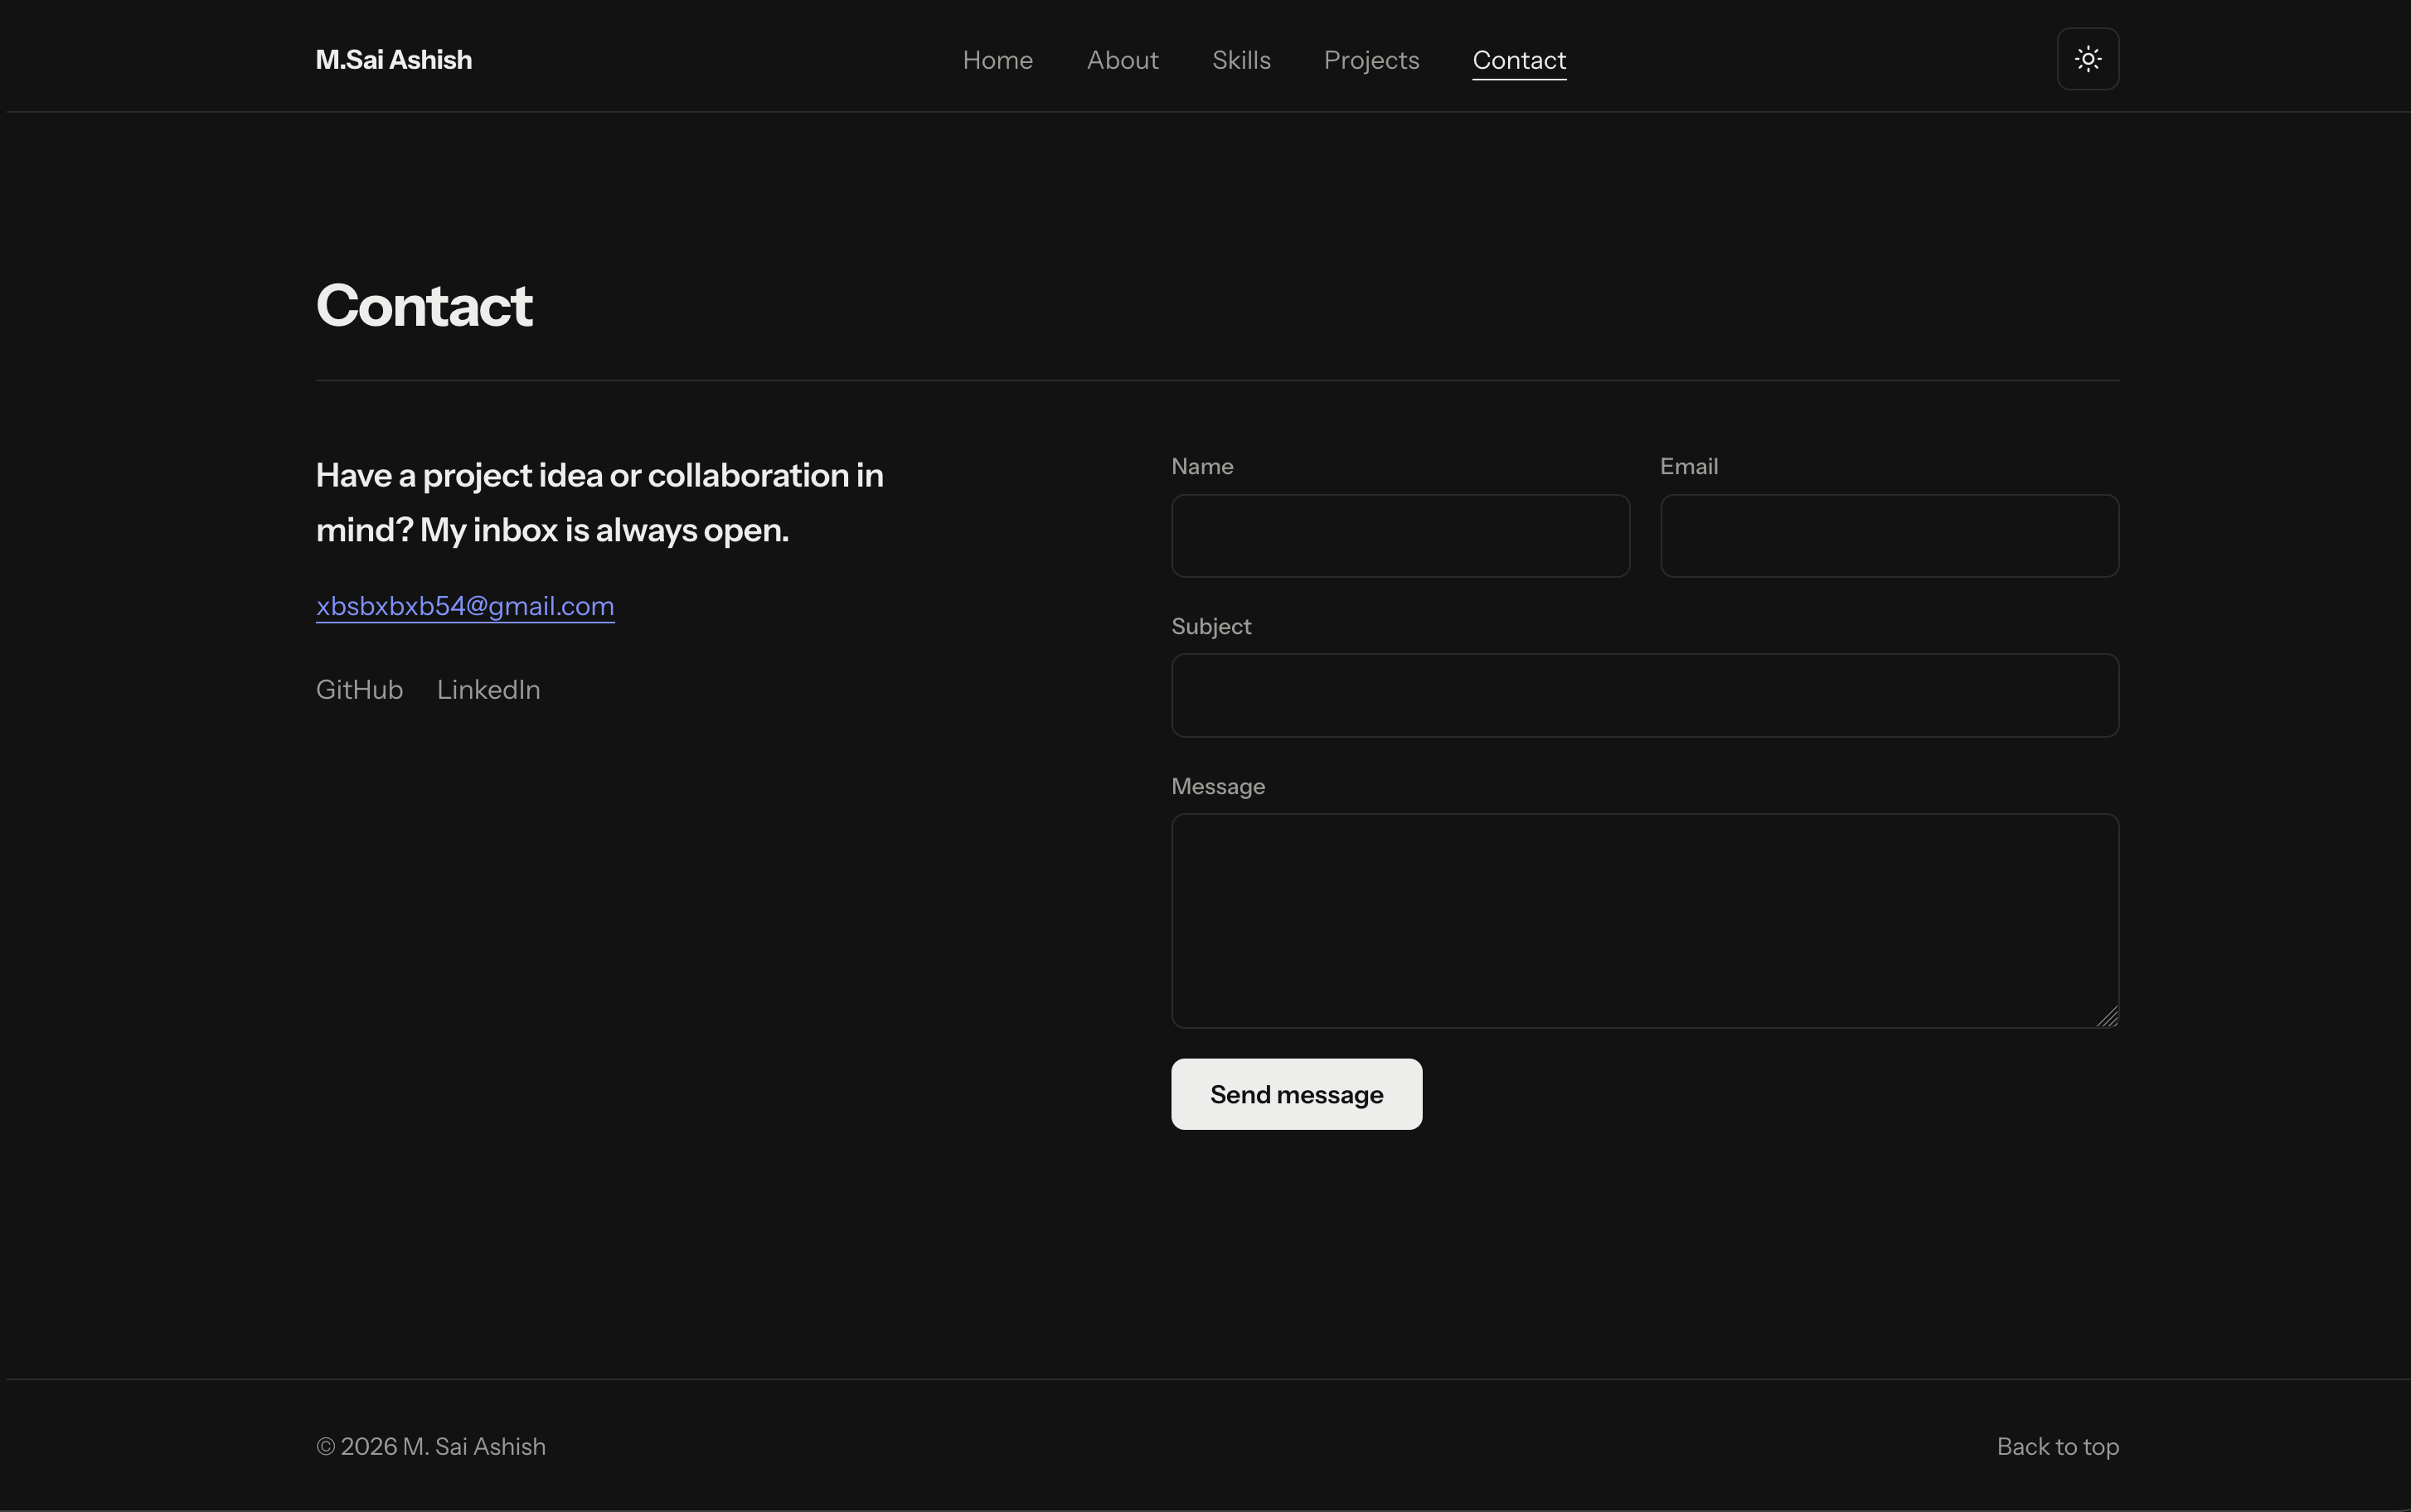 M.Sai Ashish
Home
About
Skills
Projects
Contact
Contact
Have a project idea or collaboration in
mind? My inbox is always open.
xbsbxbxb54@gmail.com
GitHub
LinkedIn
Name
Email
Subject
Message
Send message
© 2026 M. Sai Ashish
Back to top